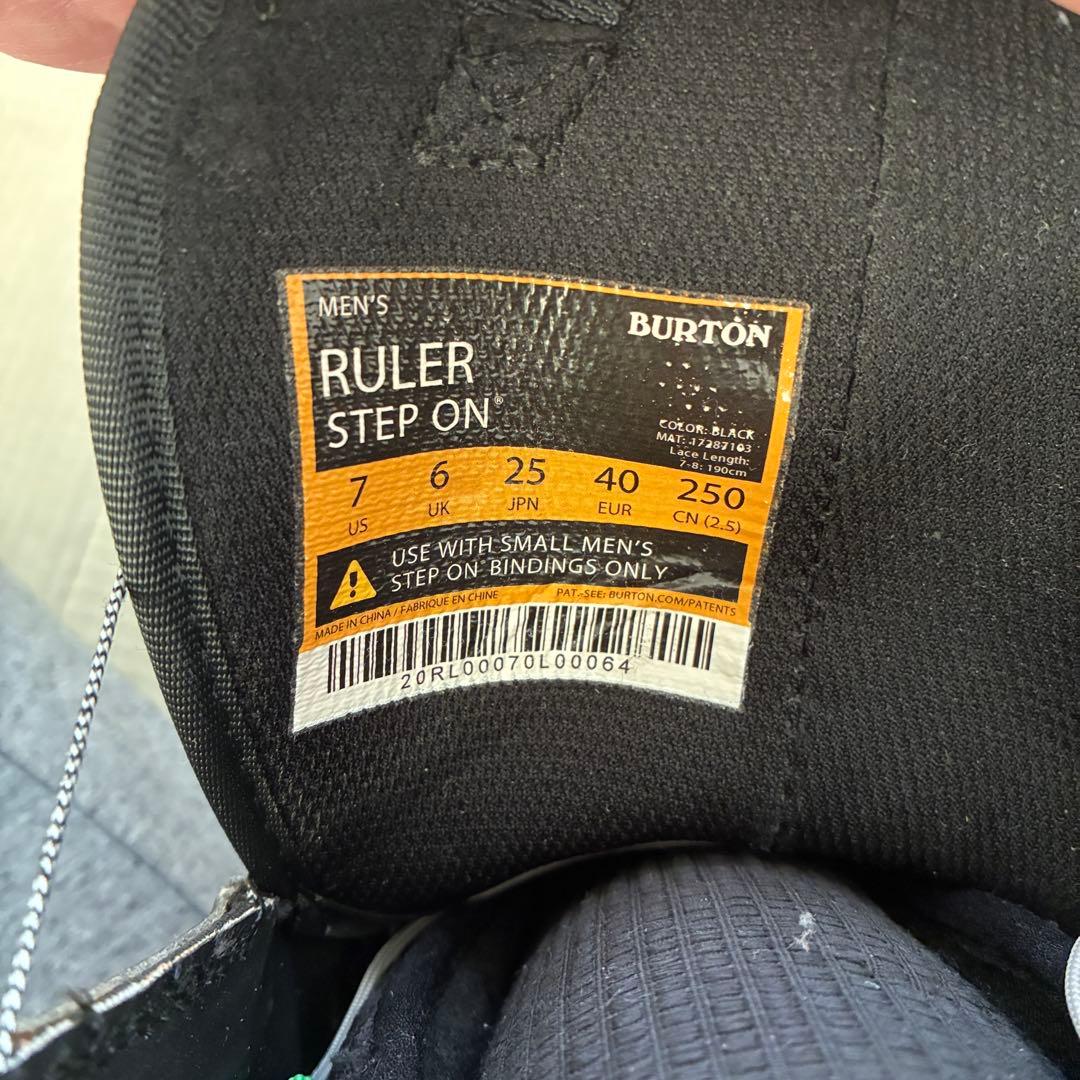 MEN'S
BURTON
RULER
STEP ON®
COLOR: BLACK
MAT: 17287103
Lace Length:
7-8: 190cm
7 6 25 40 250
US UK JPN EUR CN (2.5)
USE WITH SMALL MEN'S
STEP ON BINDINGS ONLY
MADE IN CHINA / FABRIQUE EN CHINE PAT.-SEE: BURTON.COM/PATENTS
20RL00070L00064